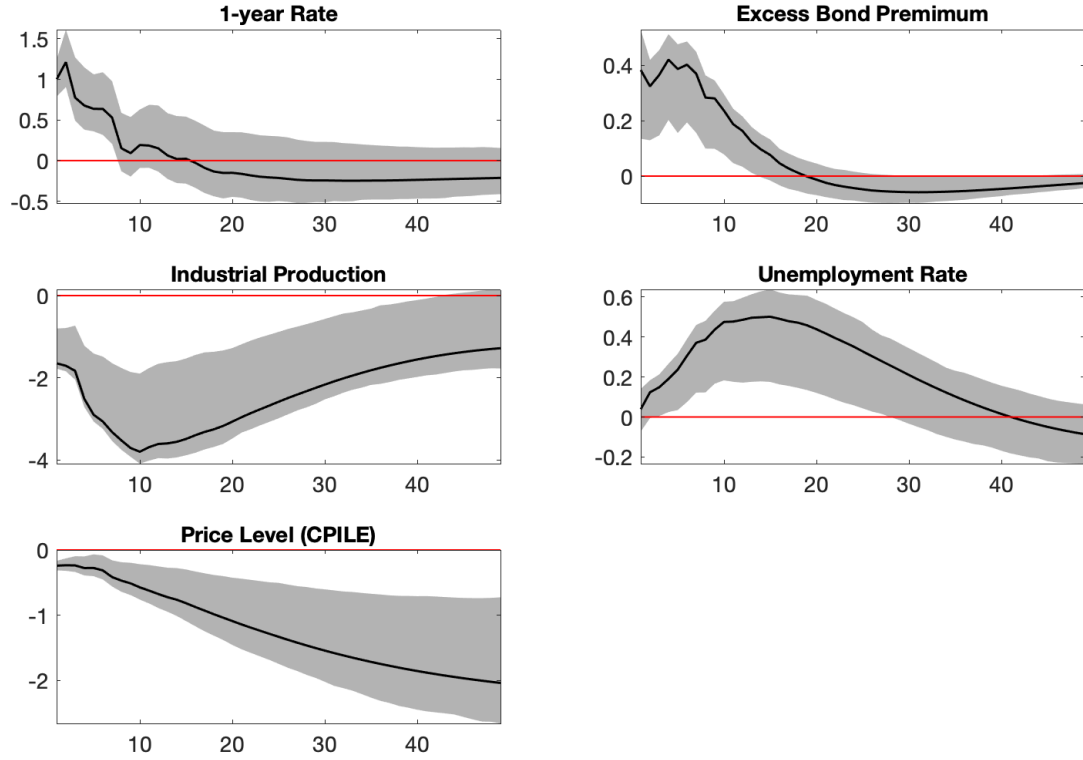 1-year Rate
1.5
1
0.5
0
-0.5
10 20 30 40
Excess Bond Premimum
0.4
0.2
0
10 20 30 40
Industrial Production
0
-2
-4
10 20 30 40
Unemployment Rate
0.6
0.4
0.2
0
-0.2
10 20 30 40
Price Level (CPILE)
0
-1
-2
10 20 30 40